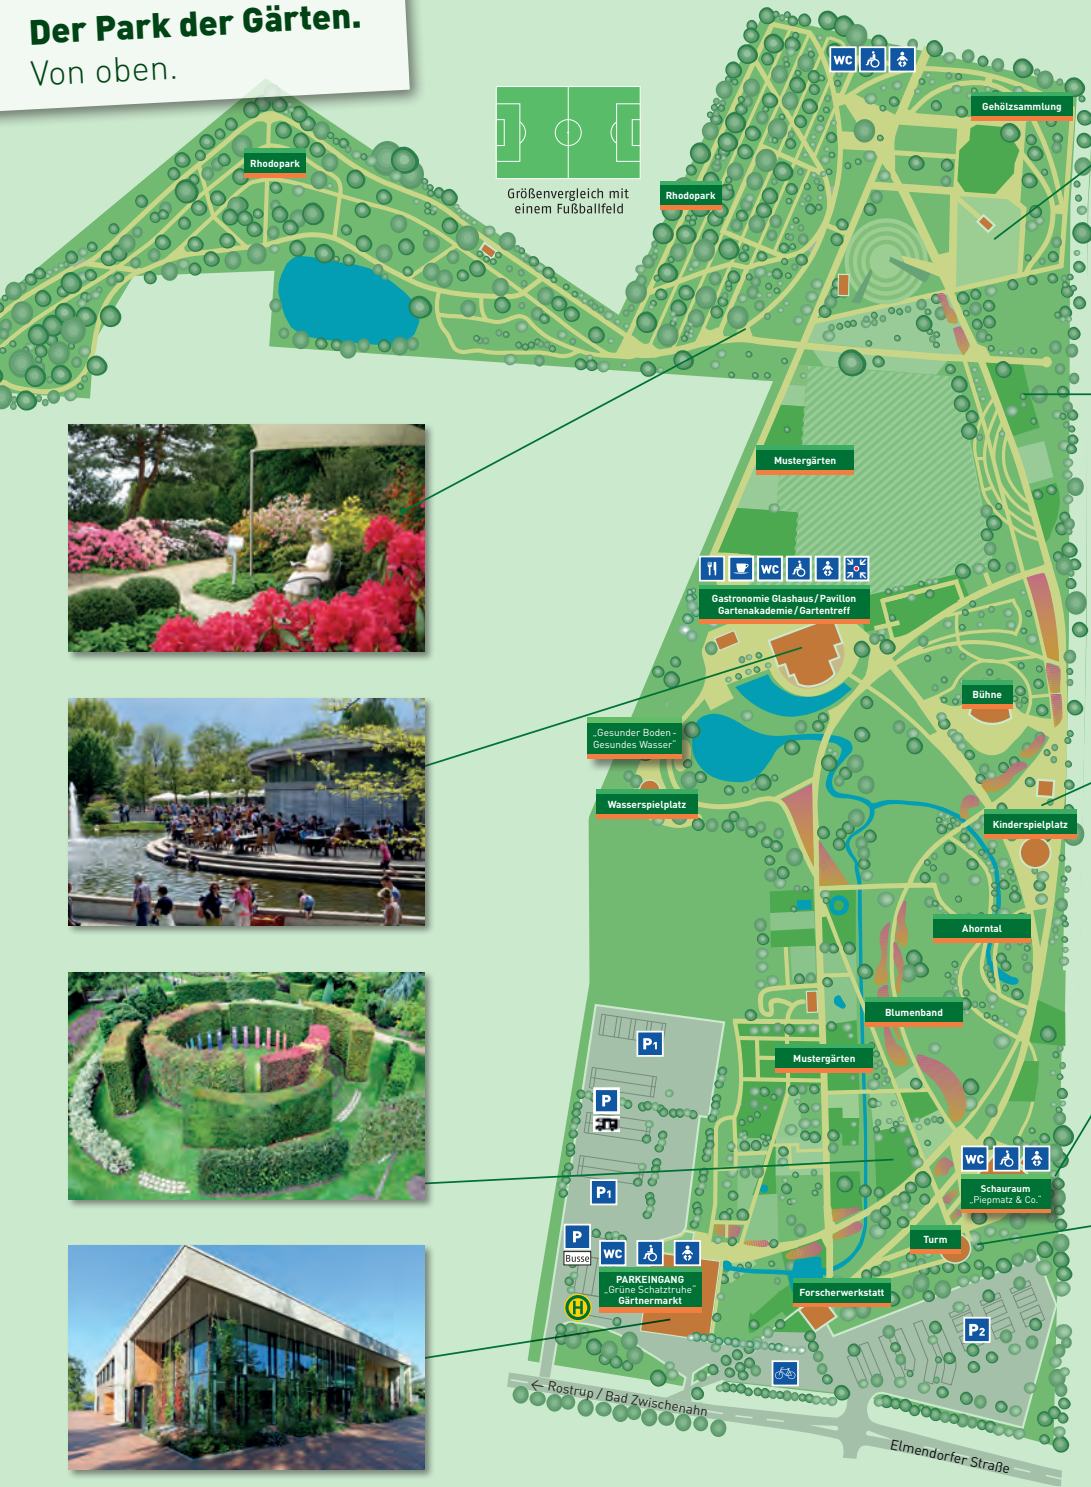 Der Park der Gärten.
Von oben.
WC
Gehölzsammlung
Rhodopark
Rhodopark
Größenvergleich mit
einem Fußballfeld
Mustergärten
WC
Gastronomie Glashaus/Pavillon
Gartenakademie/Gartentreff
Bühne
„Gesunder Boden -
Gesundes Wasser"
Wasserspielplatz
Kinderspielplatz
Ahorntal
Blumenband
P1
Mustergärten
P
WC
P1
Schauraum
„Piepmatz & Co."
P
Busse
WC
Turm
PARKEINGANG
„Grüne Schatztruhe"
Gärtnermarkt
Forscherwerkstatt
H
P2
← Rostrup / Bad Zwischenahn
Elmendorfer Straße